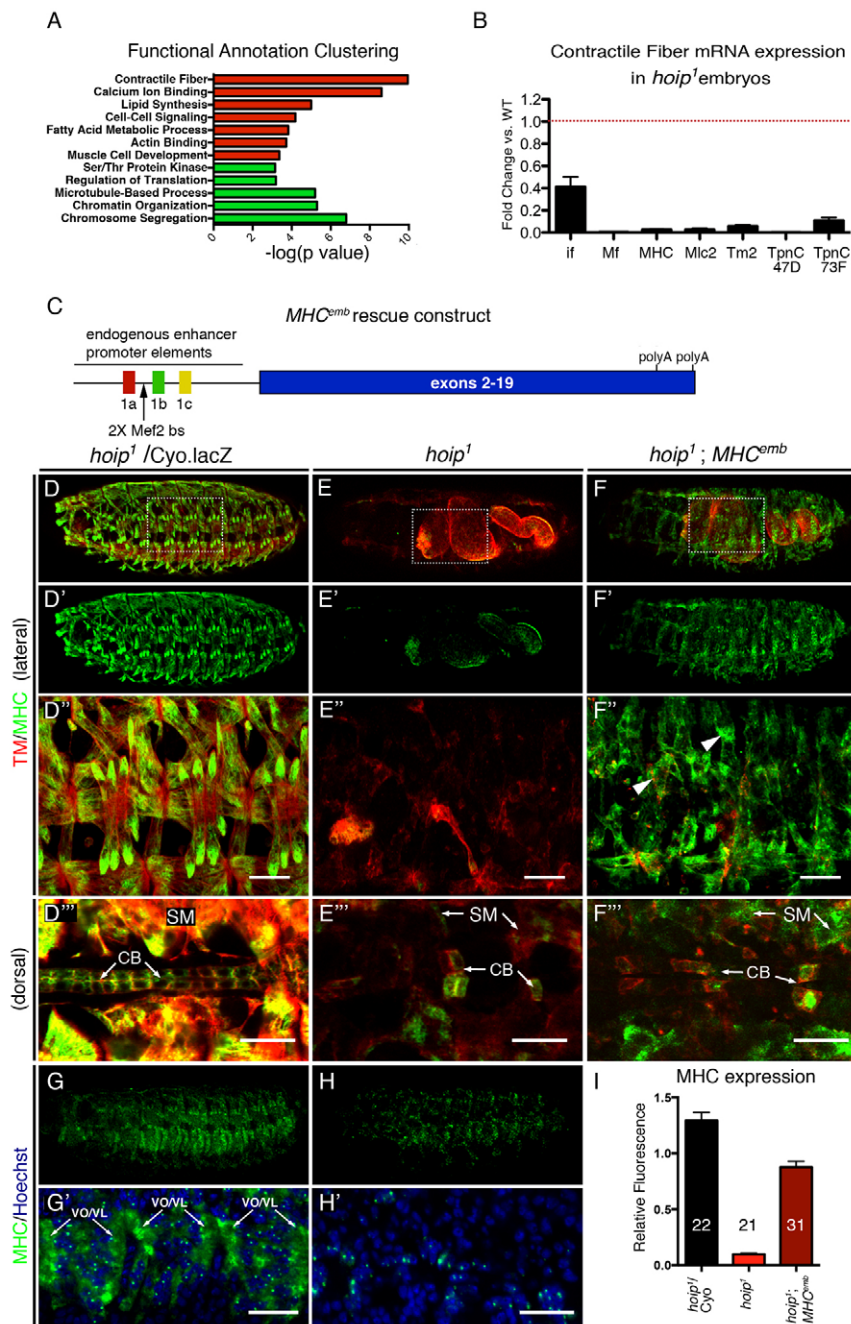 A
Functional Annotation Clustering
Contractile Fiber
Calcium Ion Binding
Lipid Synthesis
Cell-Cell Signaling
Fatty Acid Metabolic Process
Actin Binding
Muscle Cell Development
Ser/Thr Protein Kinase
Regulation of Translation
Microtubule-Based Process
Chromatin Organization
Chromosome Segregation
0 2 4 6 8 10
-log(p value)
B
Contractile Fiber mRNA expression
in hoip1 embryos
Fold Change vs. WT
1.2
1.0
0.8
0.6
0.4
0.2
0.0
if Mf MHC Mlc2 Tm2 TpnC TpnC
47D 73F
C
MHCemb rescue construct
endogenous enhancer
promoter elements
polyA polyA
exons 2-19
1a 1b 1c
2X Mef2 bs
hoip1 /Cyo.lacZ
hoip1
hoip1 ; MHCemb
TM/MHC
(lateral)
D
E
F
D'
E'
F'
D"
E"
F"
(dorsal)
D"'
SM
CB
E"'
SM
CB
F"'
SM
CB
MHC/Hoechst
G
H
G'
VO/VL
VO/VL
VO/VL
H'
I
MHC expression
Relative Fluorescence
1.5
1.0
0.5
0.0
22
21
31
hoip1/
Cyo
hoip1
hoip1;
MHCemb